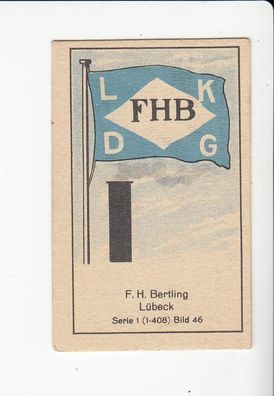 L K
FHB
D G
F. H. Bertling
Lübeck
Serie 1 (1-408) Bild 46